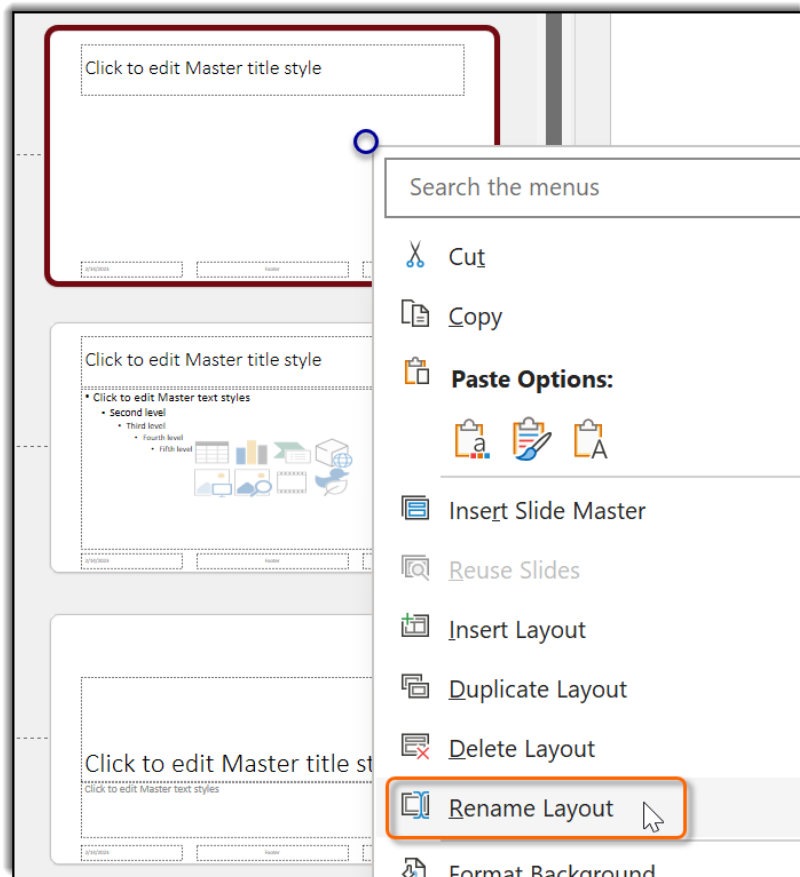 Click to edit Master title style
Search the menus
Cut
Copy
Paste Options:
Insert Slide Master
Reuse Slides
Insert Layout
Duplicate Layout
Delete Layout
Rename Layout
Format Background
Footer
Click to edit Master title style
• Click to edit Master text styles
• Second level
• Third level
• Fourth level
• Fifth level
Footer
Click to edit Master title st
Click to edit Master text styles
Footer